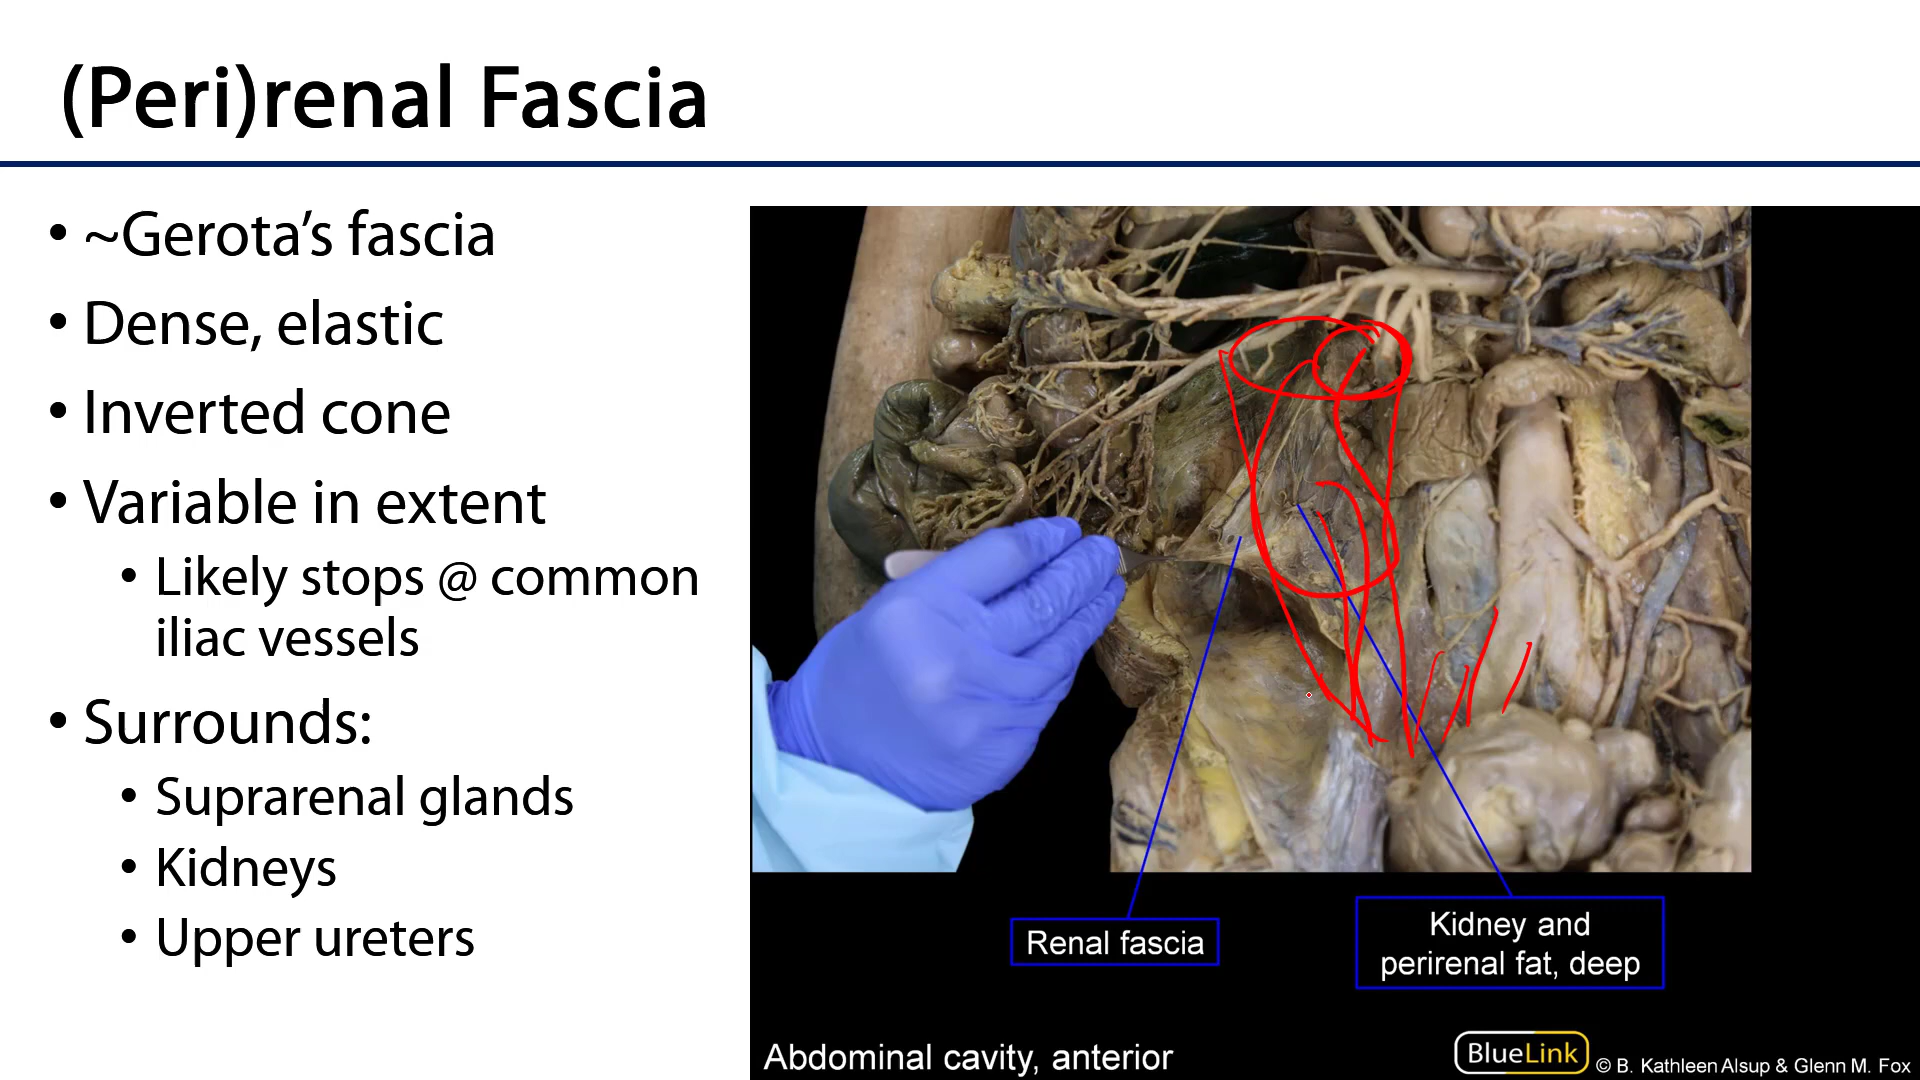 (Peri)renal Fascia
• ~Gerota’s fascia
• Dense, elastic
• Inverted cone
• Variable in extent
• Likely stops @ common
iliac vessels
• Surrounds:
• Suprarenal glands
• Kidneys
• Upper ureters
Renal fascia
Kidney and
perirenal fat, deep
Abdominal cavity, anterior
BlueLink
© B. Kathleen Alsup & Glenn M. Fox